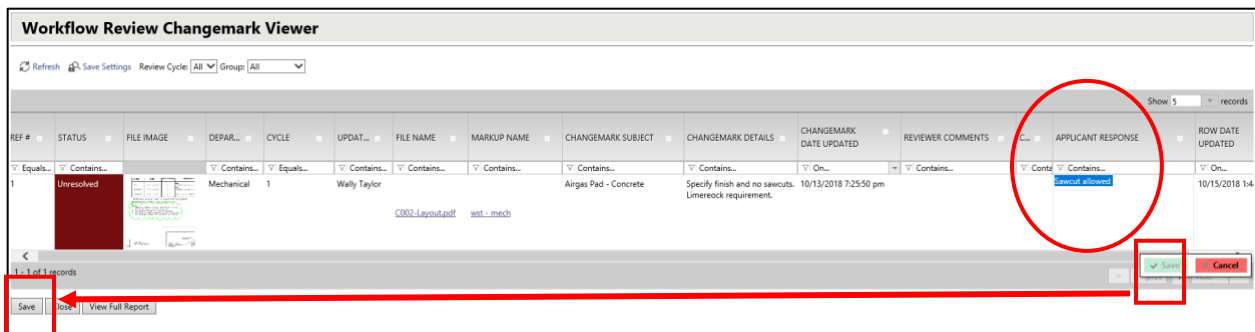 Workflow Review Changemark Viewer
Refresh Save Settings Review Cycle: All Group: All
Show 5 records
REF # STATUS FILE IMAGE DEPAR... CYCLE UPDAT... FILE NAME MARKUP NAME CHANGEMARK SUBJECT CHANGEMARK DETAILS CHANGEMARK DATE UPDATED REVIEWER COMMENTS C... APPLICANT RESPONSE ROW DATE UPDATED
Equals... Contains... Contains... Equals... Contains... Contains... Contains... Contains... Contains... On... Contains... Conta Contains... On...
1 Unresolved Mechanical 1 Wally Taylor Airgas Pad - Concrete Specify finish and no sawcuts. 10/13/2018 7:25:50 pm Sawcut allowed 10/15/2018 1:4
Limereock requirement.
C002-Layout.pdf wst - mech
1 - 1 of 1 records
Save Cancel
Save Close View Full Report